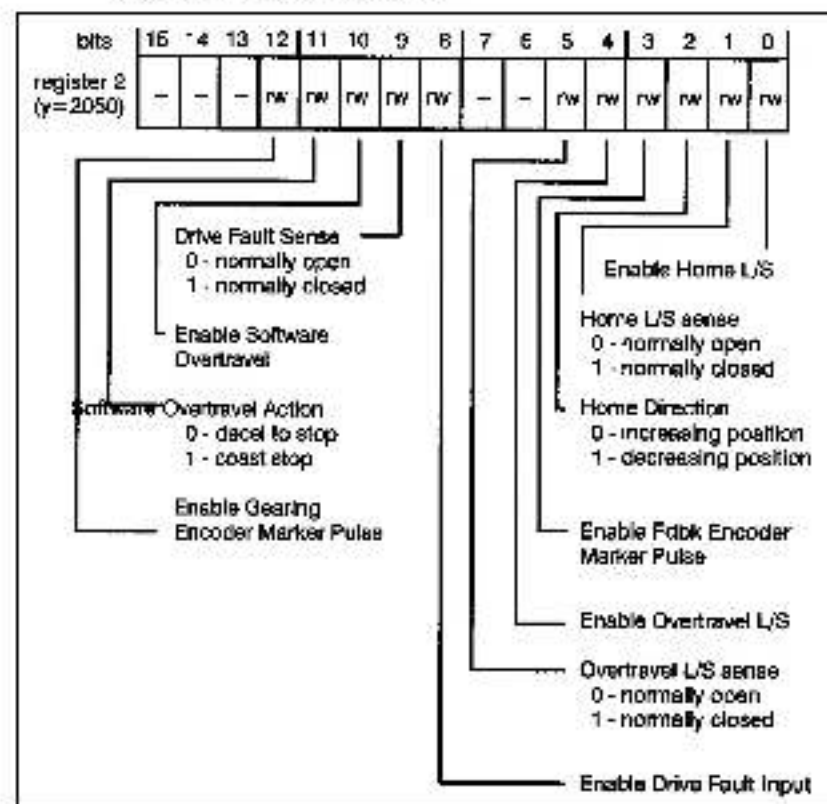 bits 15 14 13 12 11 10 9 8 7 6 5 4 3 2 1 0
register 2
(y=2050)
- - - rw rw rw rw rw - - rw rw rw rw rw rw
Drive Fault Sense
0 - normally open
1 - normally closed
Enable Software
Overtravel
Software Overtravel Action
0 - decel to stop
1 - coast stop
Enable Gearing
Encoder Marker Pulse
Enable Home L/S
Home L/S sense
0 - normally open
1 - normally closed
Home Direction
0 - increasing position
1 - decreasing position
Enable Fdbk Encoder
Marker Pulse
Enable Overtravel L/S
Overtravel L/S sense
0 - normally open
1 - normally closed
Enable Drive Fault Input